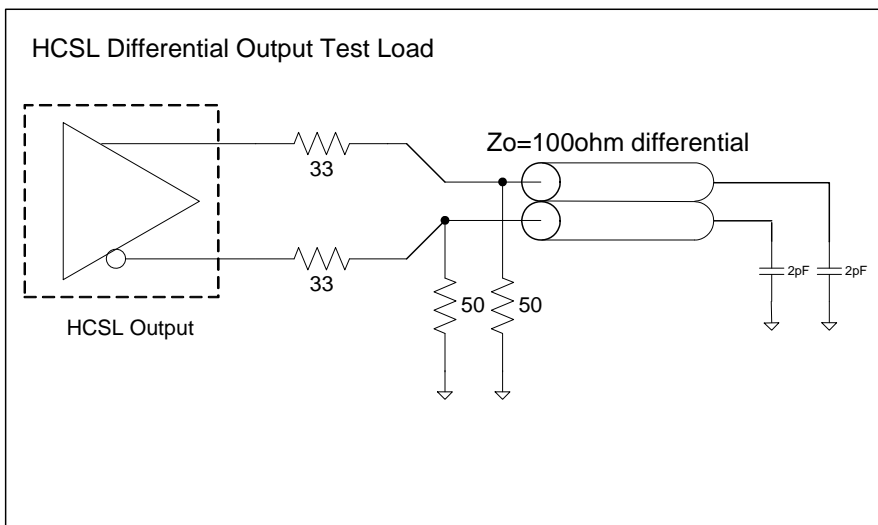 HCSL Differential Output Test Load
Zo=100ohm differential
33
33
50
50
2pF
2pF
HCSL Output